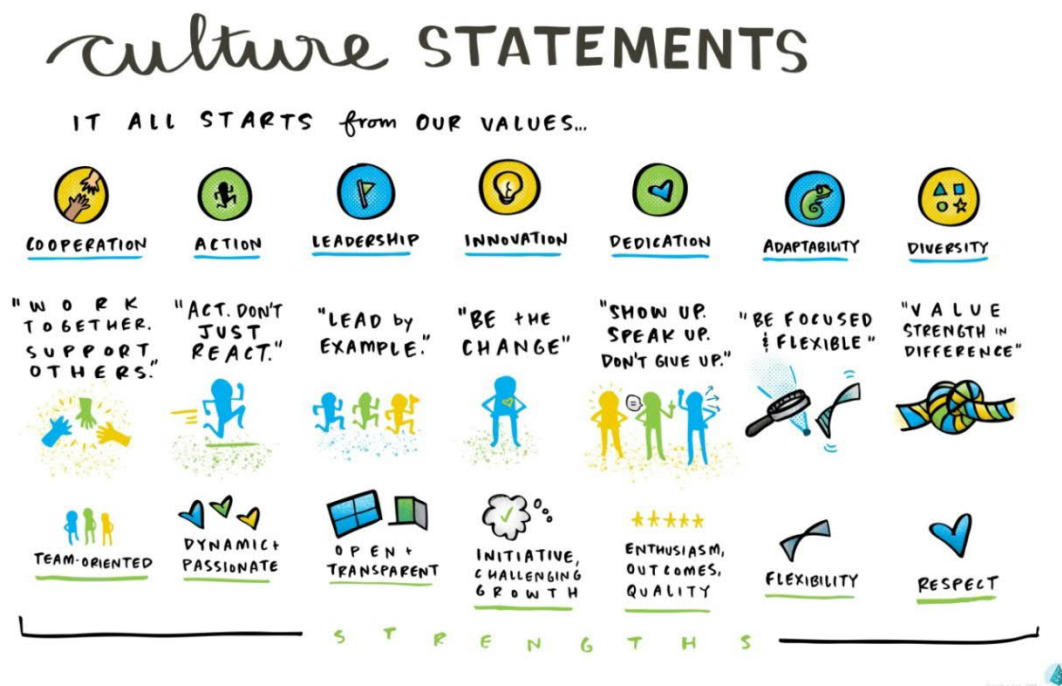 culture STATEMENTS
IT ALL STARTS from OUR VALUES...
COOPERATION
ACTION
LEADERSHIP
INNOVATION
DEDICATION
ADAPTABILITY
DIVERSITY
"WORK
TOGETHER.
SUPPORT
OTHERS."
"ACT. DON'T
JUST
REACT."
"LEAD by
EXAMPLE."
"BE the
CHANGE"
"SHOW UP.
SPEAK UP.
DON'T GIVE UP."
"BE FOCUSED
& FLEXIBLE"
"VALUE
STRENGTH IN
DIFFERENCE"
TEAM-ORIENTED
DYNAMIC+
PASSIONATE
OPEN +
TRANSPARENT
INITIATIVE,
CHALLENGING
GROWTH
ENTHUSIASM,
OUTCOMES,
QUALITY
FLEXIBILITY
RESPECT
STRENGTHS